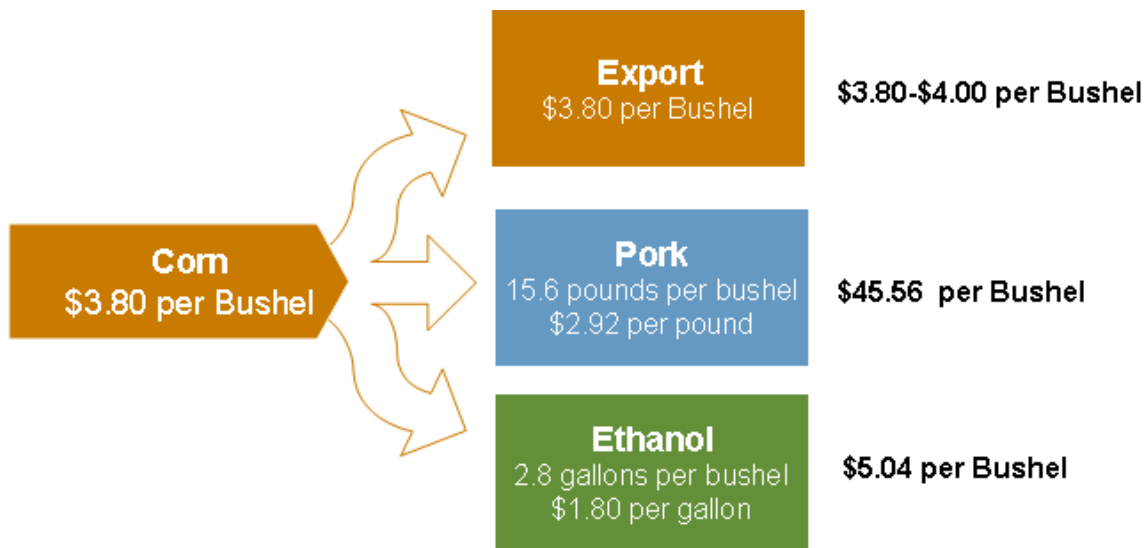 Export
$3.80 per Bushel
$3.80-$4.00 per Bushel
Corn
$3.80 per Bushel
Pork
15.6 pounds per bushel
$2.92 per pound
$45.56 per Bushel
Ethanol
2.8 gallons per bushel
$1.80 per gallon
$5.04 per Bushel